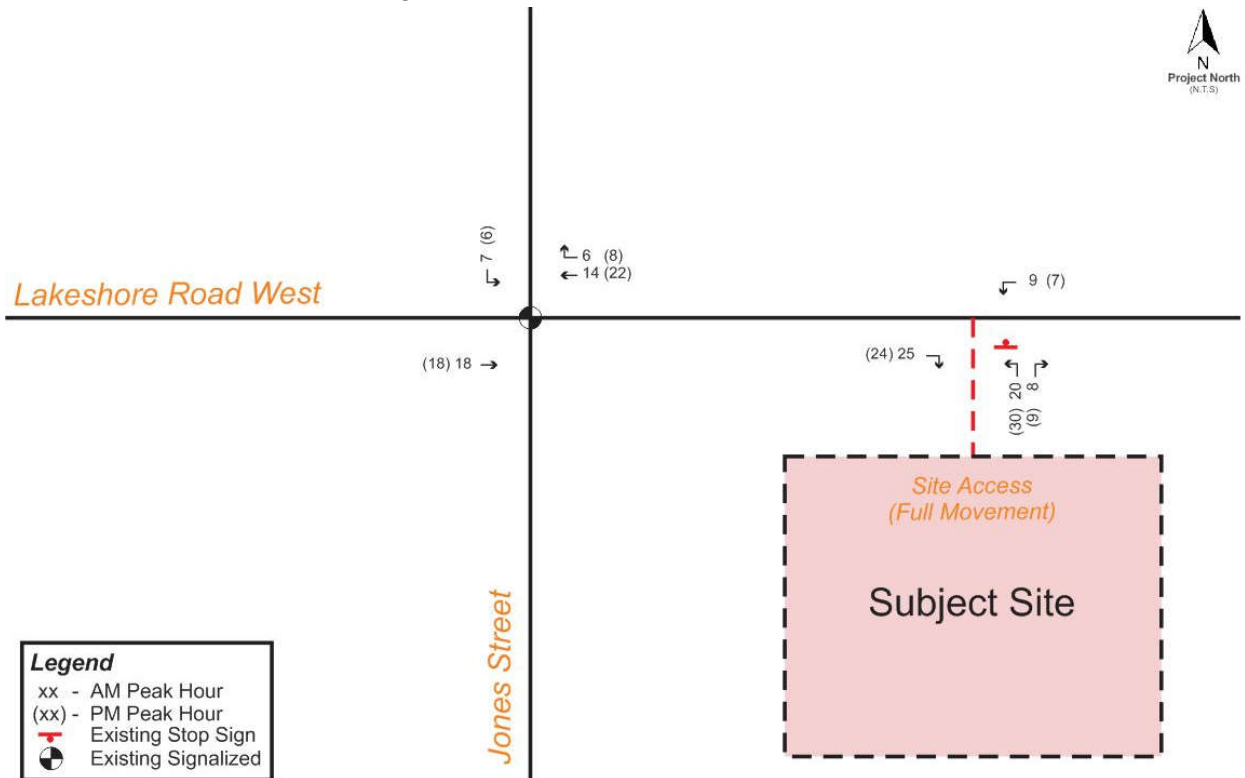 N
Project North
(N.T.S)
7 (6)
6 (8)
14 (22)
Lakeshore Road West
9 (7)
(18) 18
(24) 25
(30) 20
(9) 8
Site Access
(Full Movement)
Subject Site
Jones Street
Legend
xx - AM Peak Hour
(xx) - PM Peak Hour
Existing Stop Sign
Existing Signalized